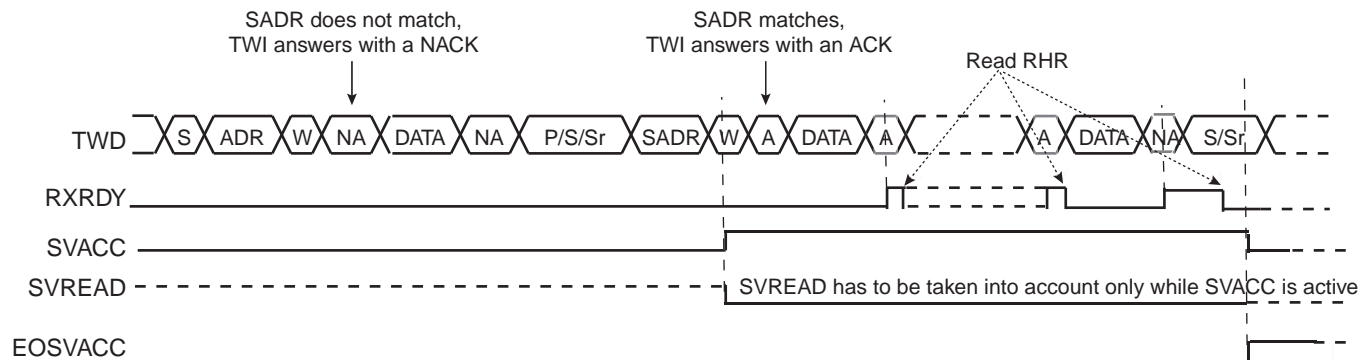 SADR does not match,
TWI answers with a NACK
SADR matches,
TWI answers with an ACK
Read RHR
TWD S ADR W NA DATA NA P/S/Sr SADR W A DATA A A DATA NA S/Sr
RXRDY
SVACC
SVREAD SVREAD has to be taken into account only while SVACC is active
EOSVACC